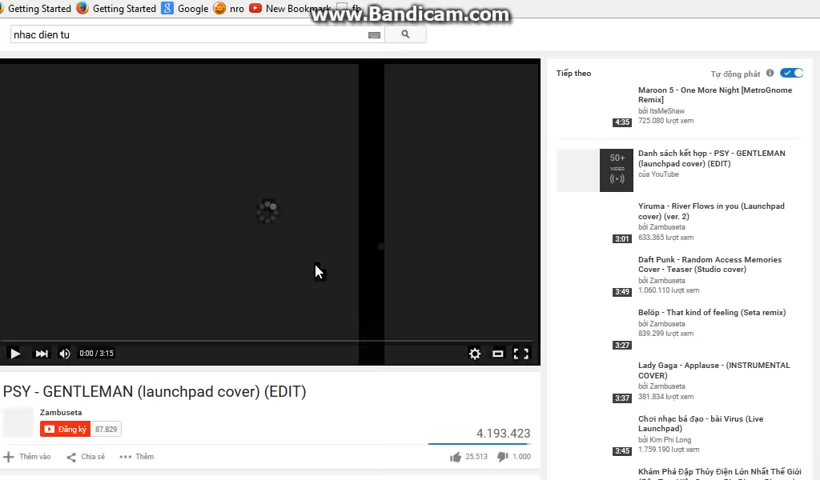 Getting Started
Getting Started
Google
nro
New Bookmark
fb
www.Bandicam.com
nhac dien tu
Tiếp theo
Tự động phát
Maroon 5 - One More Night [MetroGnome
Remix]
bởi ItsMeShaw
725.080 lượt xem
4:35
50+
VIDEO
Danh sách kết hợp - PSY - GENTLEMAN
(launchpad cover) (EDIT)
của YouTube
Yiruma - River Flows in you (Launchpad
cover) (ver. 2)
bởi Zambuseta
633.365 lượt xem
3:01
Daft Punk - Random Access Memories
Cover - Teaser (Studio cover)
bởi Zambuseta
1.060.110 lượt xem
3:49
Belöp - That kind of feeling (Seta remix)
bởi Zambuseta
839.299 lượt xem
3:27
Lady Gaga - Applause - (INSTRUMENTAL
COVER)
bởi Zambuseta
381.834 lượt xem
3:37
Chơi nhạc bá đạo - bài Virus (Live
Launchpad)
bởi Kim Phi Long
1.759.190 lượt xem
3:45
Khám Phá Đập Thủy Điện Lớn Nhất Thế Giới
0:00 / 3:15
PSY - GENTLEMAN (launchpad cover) (EDIT)
Zambuseta
Đăng ký
87.829
4.193.423
Thêm vào
Chia sẻ
Thêm
25.513
1.000